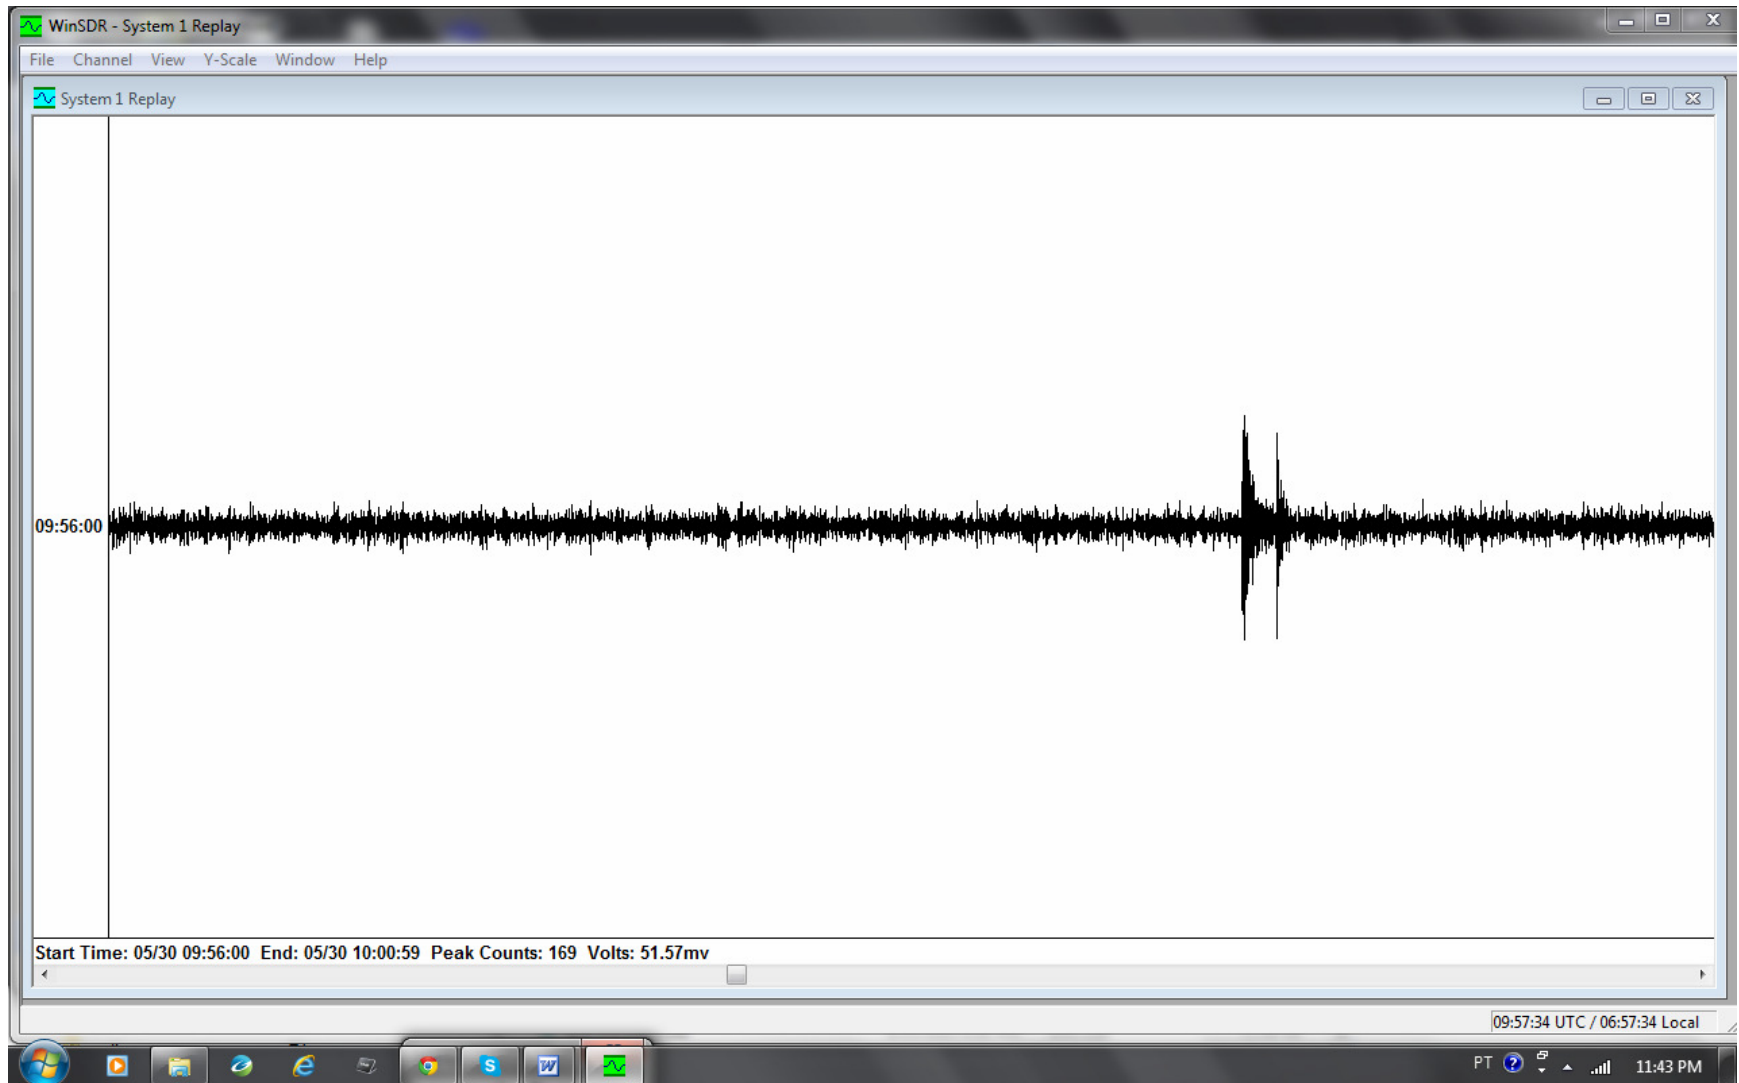 WinSDR - System 1 Replay
File Channel View Y-Scale Window Help
System 1 Replay
09:56:00
Start Time: 05/30 09:56:00 End: 05/30 10:00:59 Peak Counts: 169 Volts: 51.57mv
09:57:34 UTC / 06:57:34 Local
PT 11:43 PM